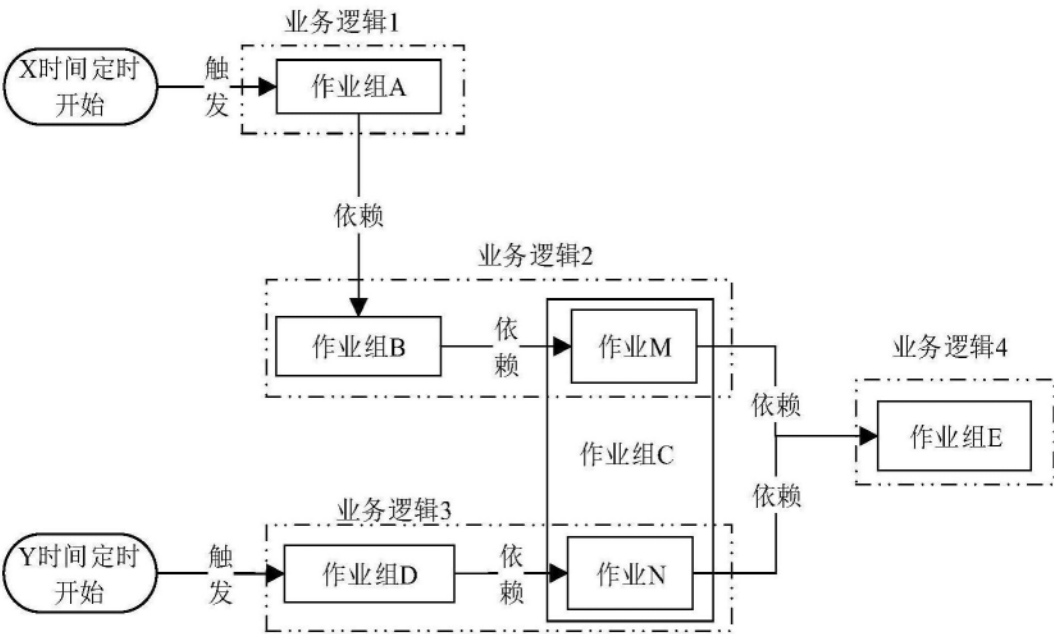 业务逻辑1
X时间定时
开始
触
发
作业组A
依赖
业务逻辑2
作业组B
依
赖
作业M
业务逻辑4
依赖
作业组E
作业组C
依赖
业务逻辑3
Y时间定时
开始
触
发
作业组D
依
赖
作业N